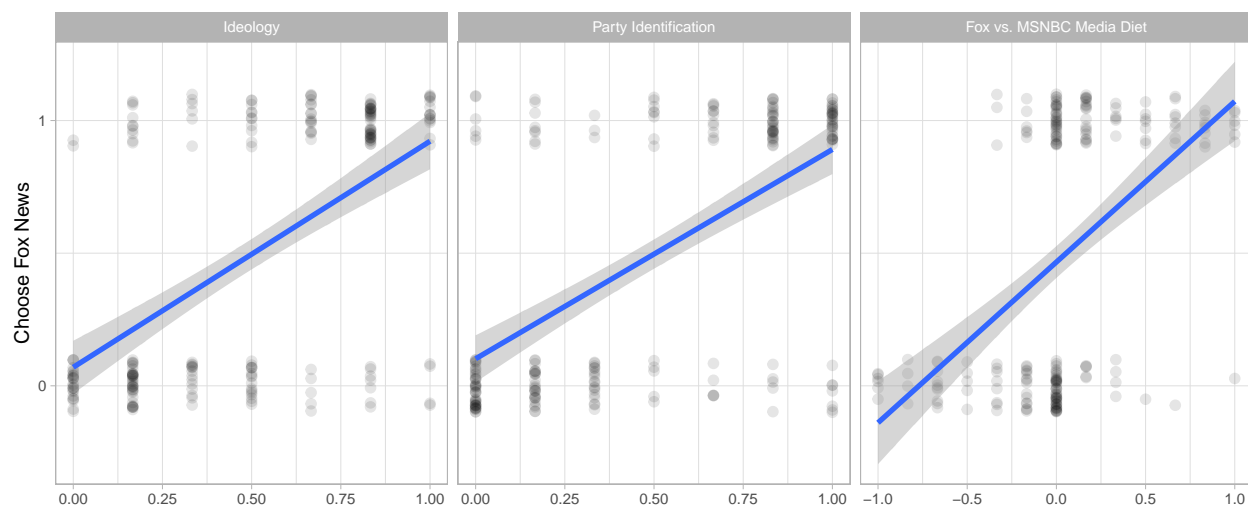 Ideology
Party Identification
Fox vs. MSNBC Media Diet
Choose Fox News
1
0
0.00 0.25 0.50 0.75 1.00
0.00 0.25 0.50 0.75 1.00
−1.0 −0.5 0.0 0.5 1.0